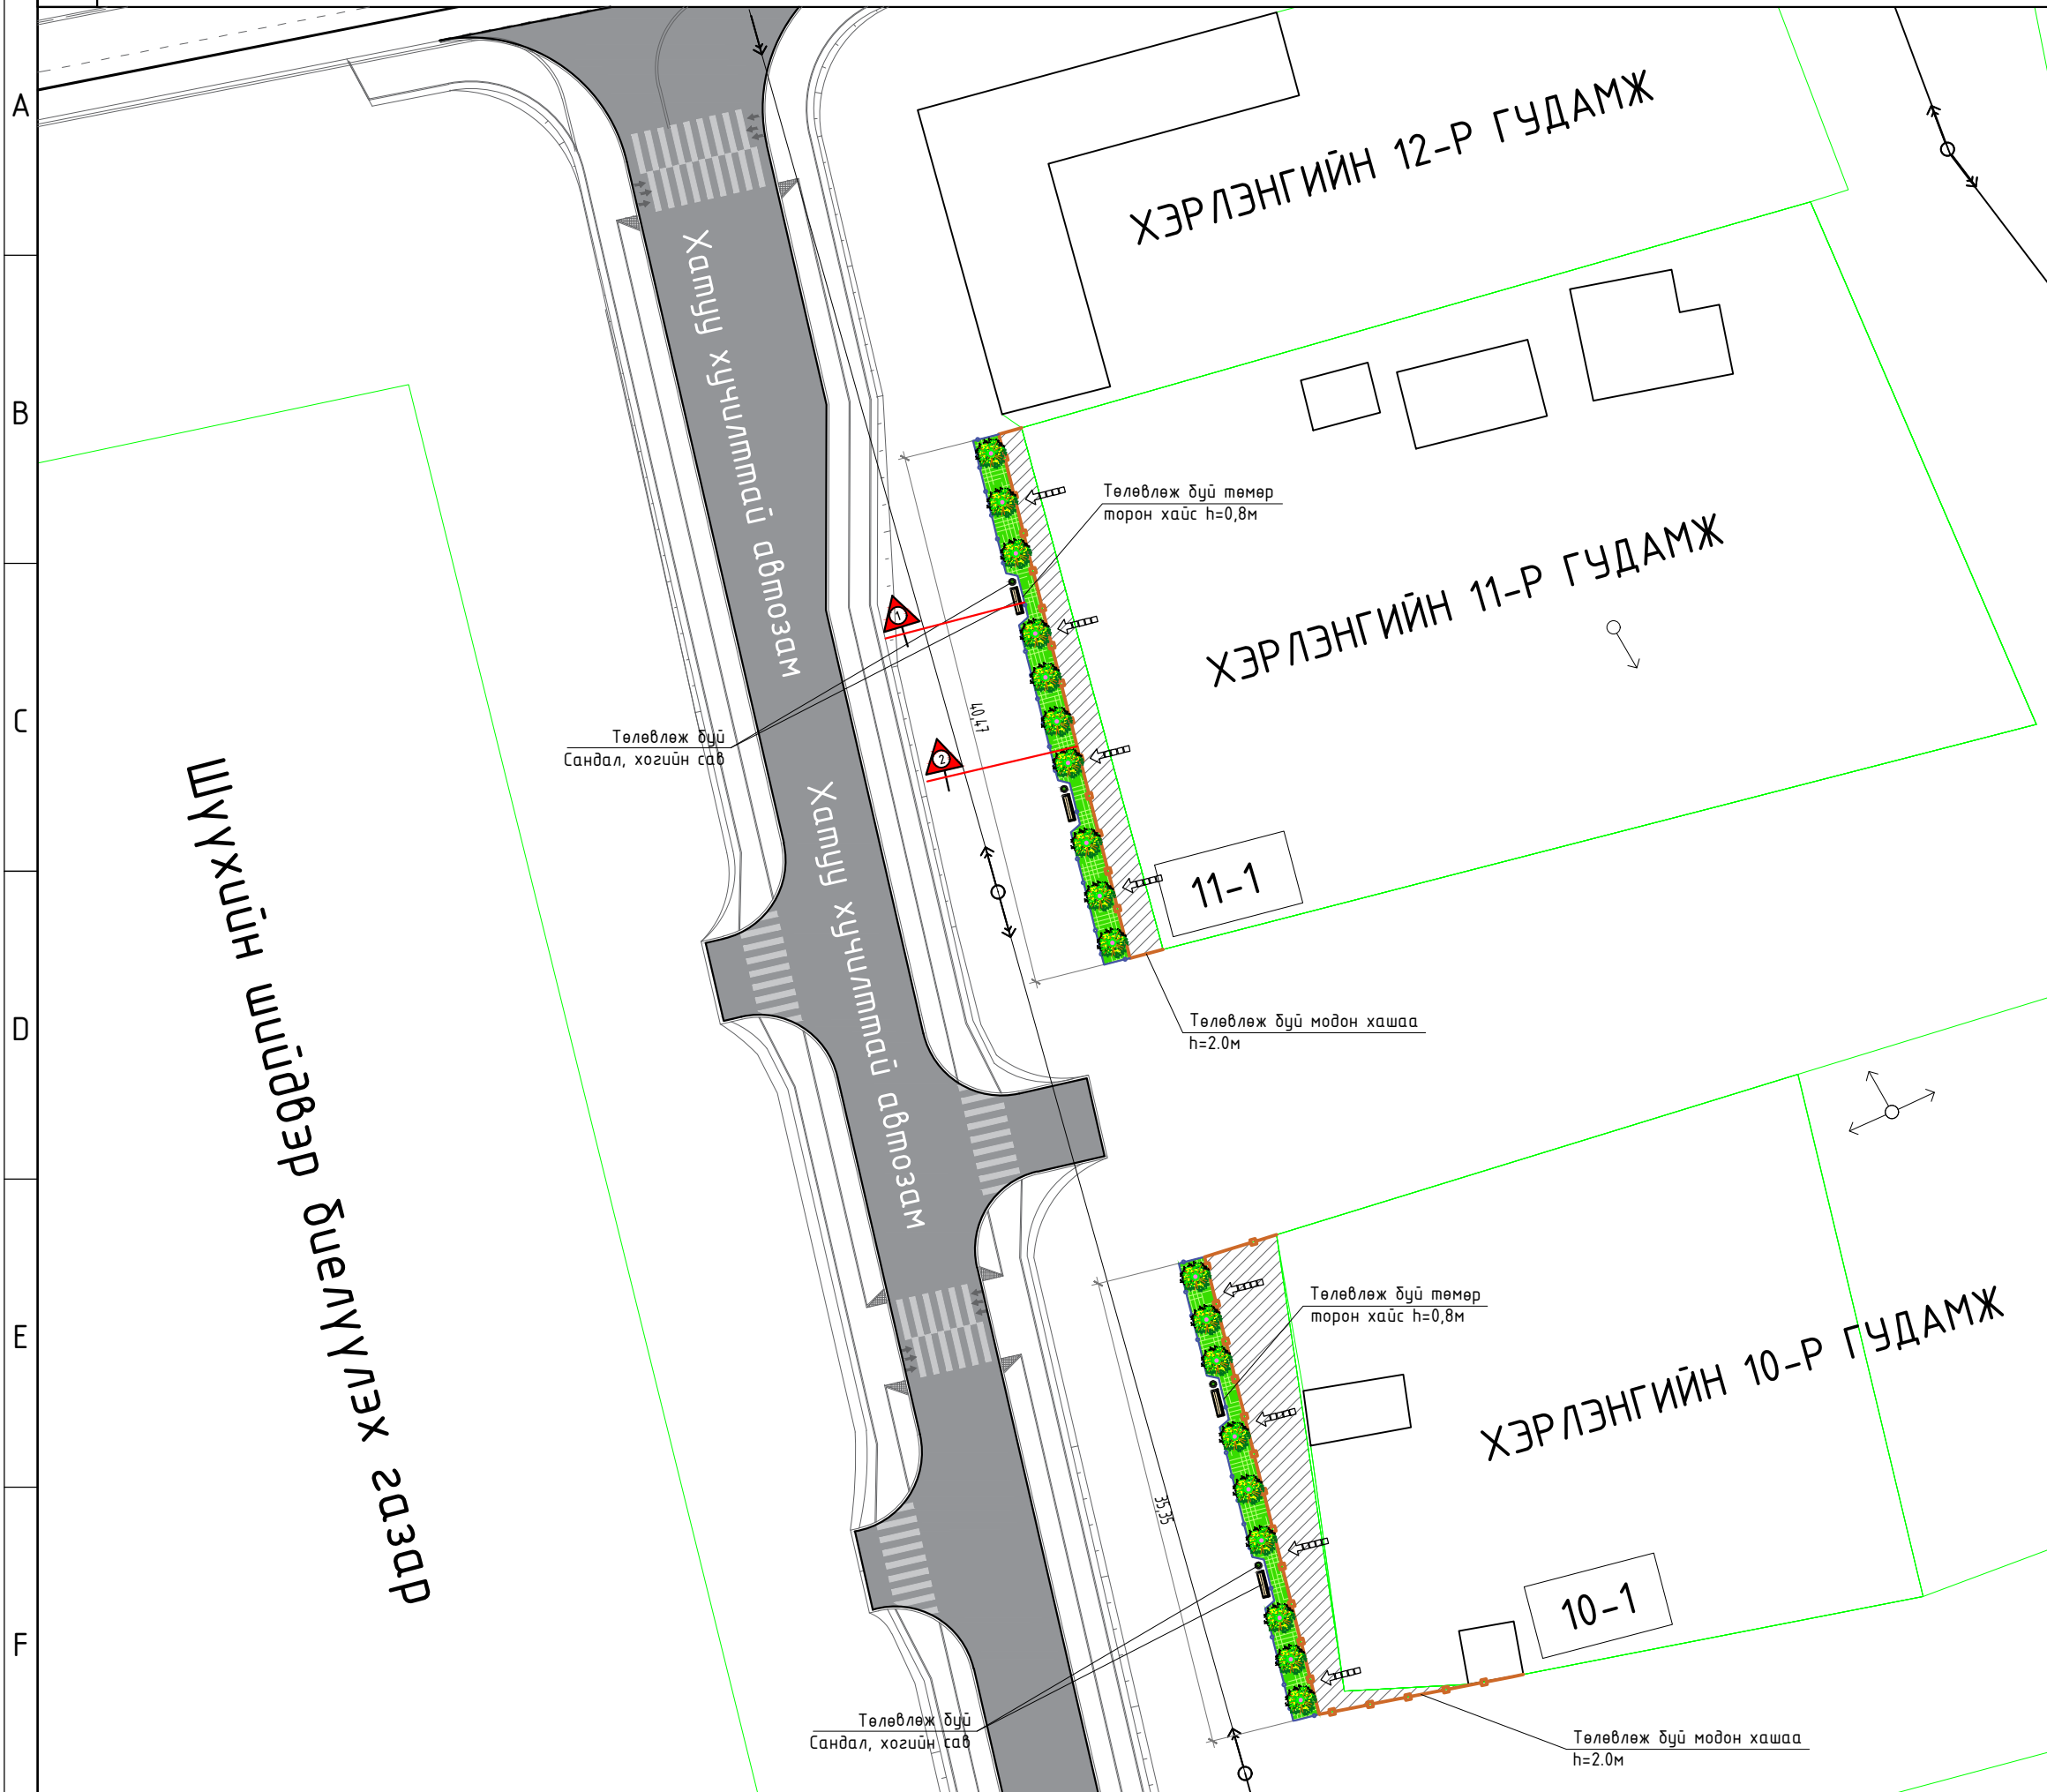 A
B
C
D
E
F
ХЭРЛЭНГИЙН 12-Р ГУДАМЖ
Хатуу хучилттай автозам
Төлөвлөж буй төмөр
торон хайс h=0,8м
ХЭРЛЭНГИЙН 11-Р ГУДАМЖ
1
40,47
Төлөвлөж буй
Сандал, хогийн сав
2
Шүүхийн шийдвэр биелүүлэх газар
Хатуу хучилттай автозам
11-1
Төлөвлөж буй модон хашаа
h=2.0м
Төлөвлөж буй төмөр
торон хайс h=0,8м
ХЭРЛЭНГИЙН 10-Р ГУДАМЖ
35,35
10-1
Төлөвлөж буй
Сандал, хогийн сав
Төлөвлөж буй модон хашаа
h=2.0м